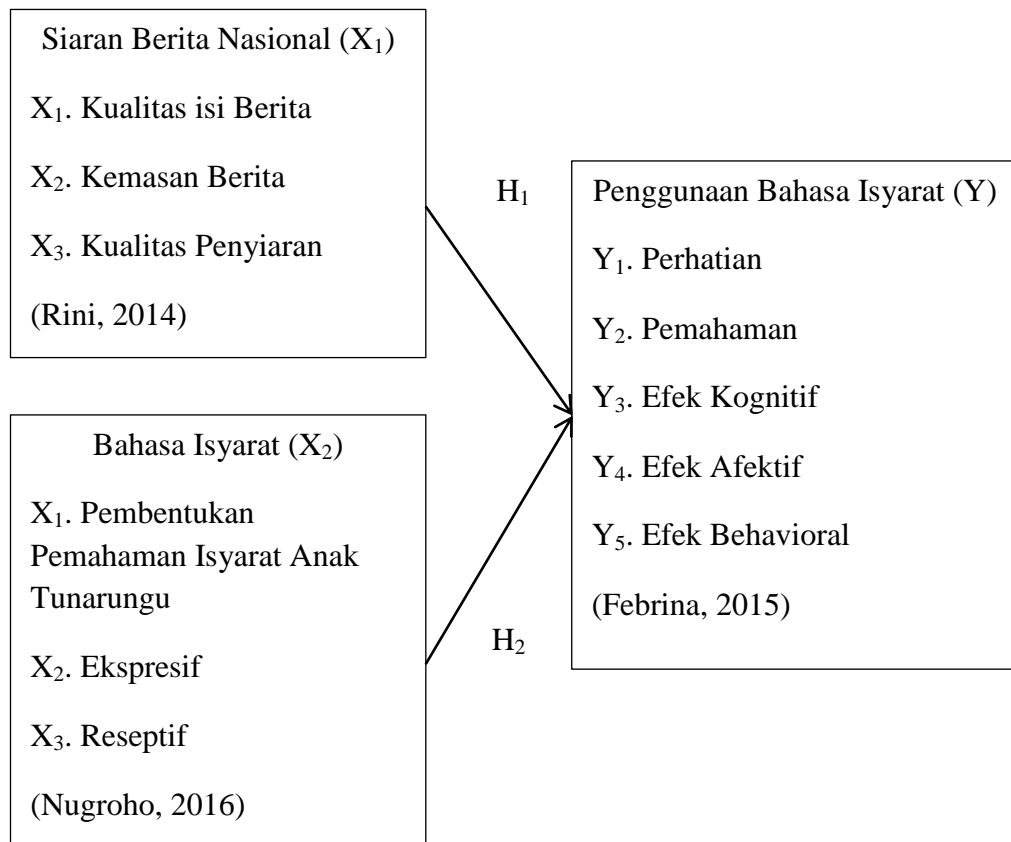 Siaran Berita Nasional (X₁)
X₁. Kualitas isi Berita
X₂. Kemasan Berita
X₃. Kualitas Penyiaran
(Rini, 2014)
H₁
Bahasa Isyarat (X₂)
X₁. Pembentukan
Pemahaman Isyarat Anak
Tunarungu
X₂. Ekspresif
X₃. Reseptif
(Nugroho, 2016)
H₂
Penggunaan Bahasa Isyarat (Y)
Y₁. Perhatian
Y₂. Pemahaman
Y₃. Efek Kognitif
Y₄. Efek Afektif
Y₅. Efek Behavioral
(Febrina, 2015)